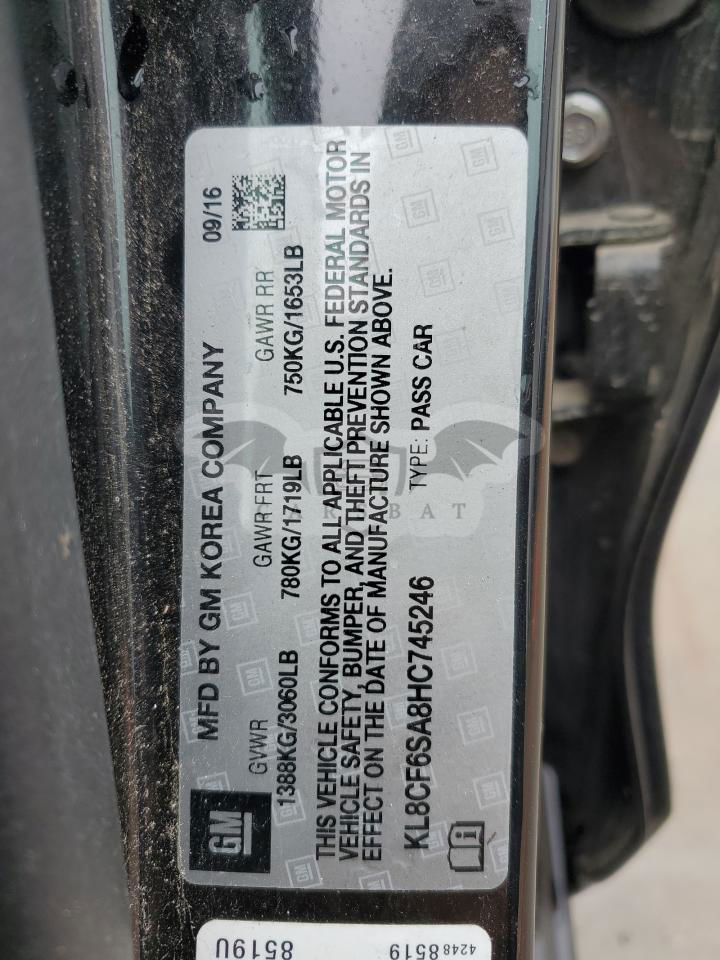 MFD BY GM KOREA COMPANY 09/16
GVWR GAWR FRT GAWR RR
1388KG/3060LB 780KG/1719LB 750KG/1653LB
THIS VEHICLE CONFORMS TO ALL APPLICABLE U.S. FEDERAL MOTOR
VEHICLE SAFETY, BUMPER, AND THEFT PREVENTION STANDARDS IN
EFFECT ON THE DATE OF MANUFACTURE SHOWN ABOVE.
KL8CF6SA8HC745246 TYPE: PASS CAR
GM
42488519
8519U